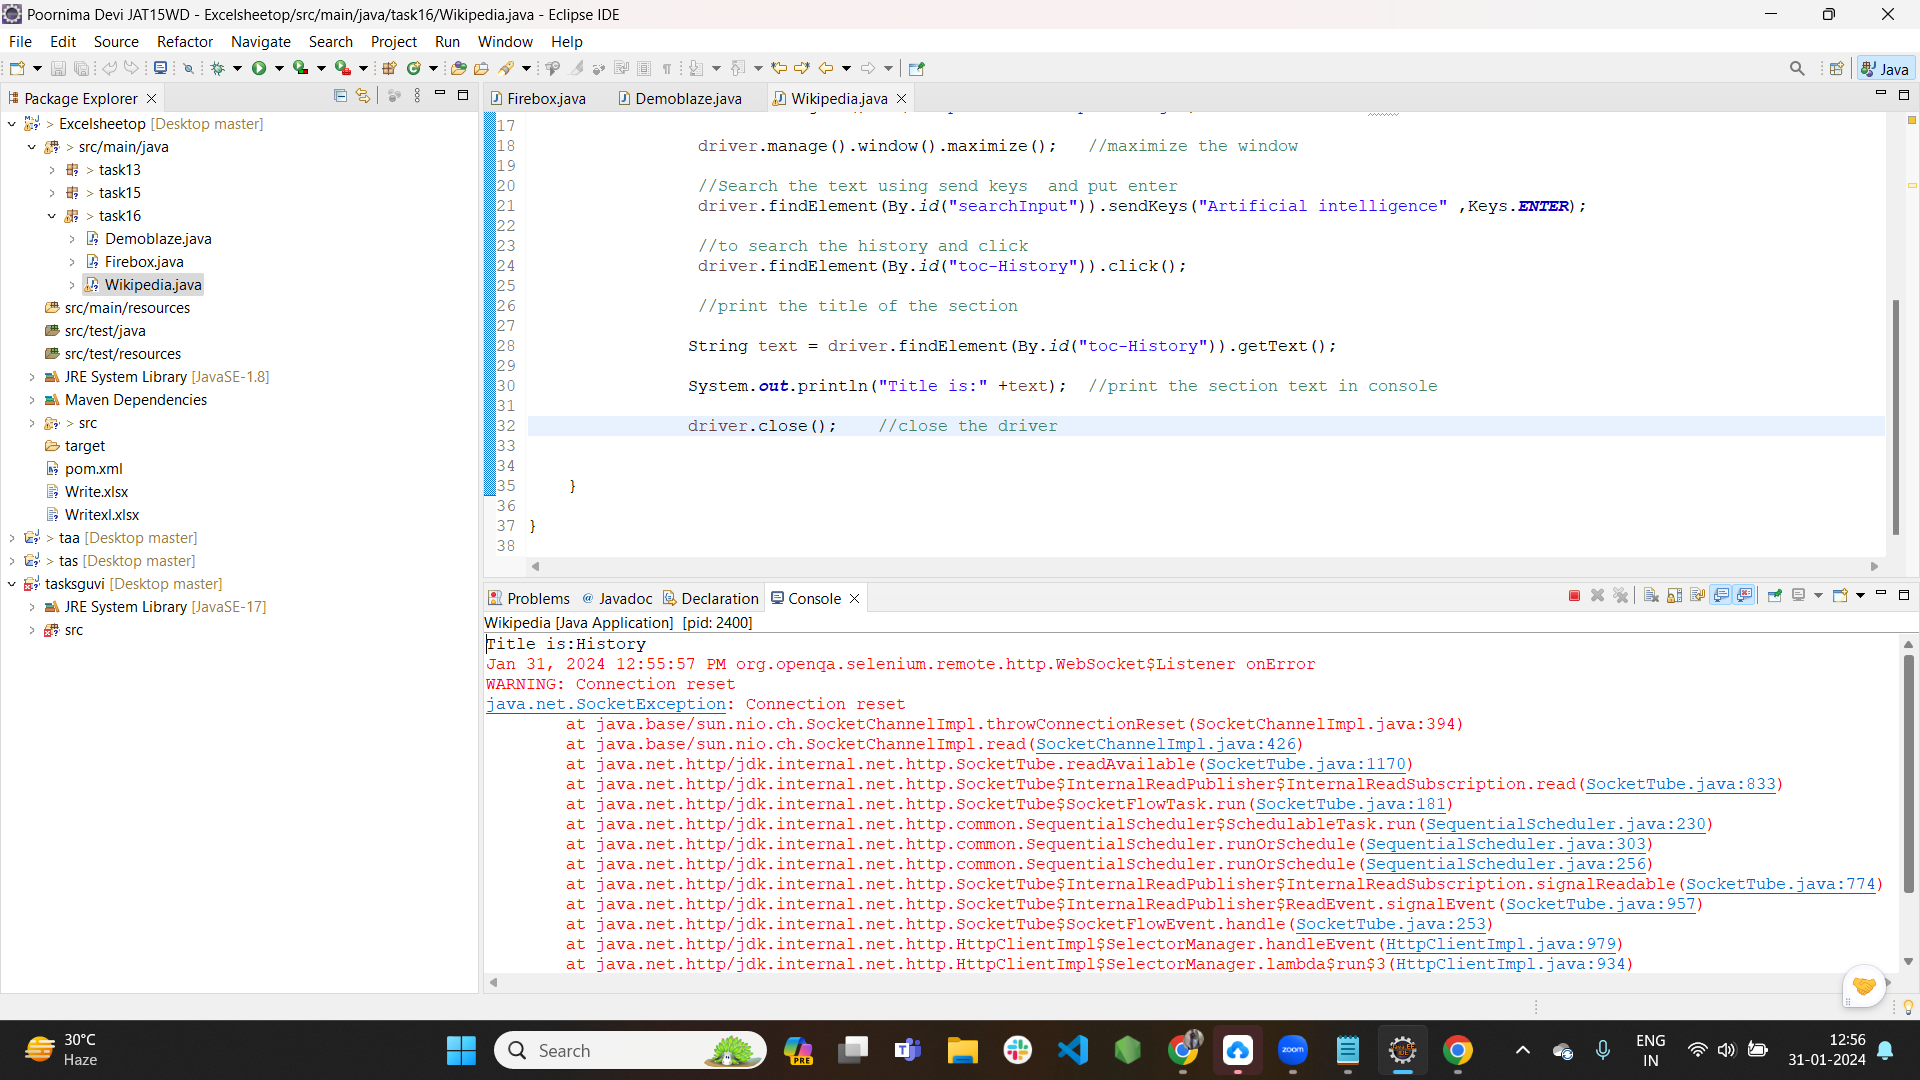 Poornima Devi JAT15WD - Excelsheetop/src/main/java/task16/Wikipedia.java - Eclipse IDE
File Edit Source Refactor Navigate Search Project Run Window Help
Java
Package Explorer
> Excelsheetop [Desktop master]
> src/main/java
> task13
> task15
> task16
Demoblaze.java
Firebox.java
Wikipedia.java
src/main/resources
src/test/java
src/test/resources
JRE System Library [JavaSE-1.8]
Maven Dependencies
> src
target
pom.xml
Write.xlsx
Writexl.xlsx
> taa [Desktop master]
> tas [Desktop master]
tasksguvi [Desktop master]
JRE System Library [JavaSE-17]
src
Firebox.java Demoblaze.java Wikipedia.java
17
18 driver.manage().window().maximize(); //maximize the window
19
20 //Search the text using send keys  and put enter
21 driver.findElement(By.id("searchInput")).sendKeys("Artificial intelligence" ,Keys.ENTER);
22
23 //to search the history and click
24 driver.findElement(By.id("toc-History")).click();
25
26 //print the title of the section
27
28 String text = driver.findElement(By.id("toc-History")).getText();
29
30 System.out.println("Title is:" +text); //print the section text in console
31
32 driver.close(); //close the driver
33
34
35 }
36
37 }
38
Problems @ Javadoc Declaration Console
Wikipedia [Java Application] [pid: 2400]
Title is:History
Jan 31, 2024 12:55:57 PM org.openqa.selenium.remote.http.WebSocket$Listener onError
WARNING: Connection reset
java.net.SocketException: Connection reset
at java.base/sun.nio.ch.SocketChannelImpl.throwConnectionReset(SocketChannelImpl.java:394)
at java.base/sun.nio.ch.SocketChannelImpl.read(SocketChannelImpl.java:426)
at java.net.http/jdk.internal.net.http.SocketTube.readAvailable(SocketTube.java:1170)
at java.net.http/jdk.internal.net.http.SocketTube$InternalReadPublisher$InternalReadSubscription.read(SocketTube.java:833)
at java.net.http/jdk.internal.net.http.SocketTube$SocketFlowTask.run(SocketTube.java:181)
at java.net.http/jdk.internal.net.http.common.SequentialScheduler$SchedulableTask.run(SequentialScheduler.java:230)
at java.net.http/jdk.internal.net.http.common.SequentialScheduler.runOrSchedule(SequentialScheduler.java:303)
at java.net.http/jdk.internal.net.http.common.SequentialScheduler.runOrSchedule(SequentialScheduler.java:256)
at java.net.http/jdk.internal.net.http.SocketTube$InternalReadPublisher$InternalReadSubscription.signalReadable(SocketTube.java:774)
at java.net.http/jdk.internal.net.http.SocketTube$InternalReadPublisher$ReadEvent.signalEvent(SocketTube.java:957)
at java.net.http/jdk.internal.net.http.SocketTube$SocketFlowEvent.handle(SocketTube.java:253)
at java.net.http/jdk.internal.net.http.HttpClientImpl$SelectorManager.handleEvent(HttpClientImpl.java:979)
at java.net.http/jdk.internal.net.http.HttpClientImpl$SelectorManager.lambda$run$3(HttpClientImpl.java:934)
30°C
Haze
Search
PRE
zoom
ENG
IN
12:56
31-01-2024